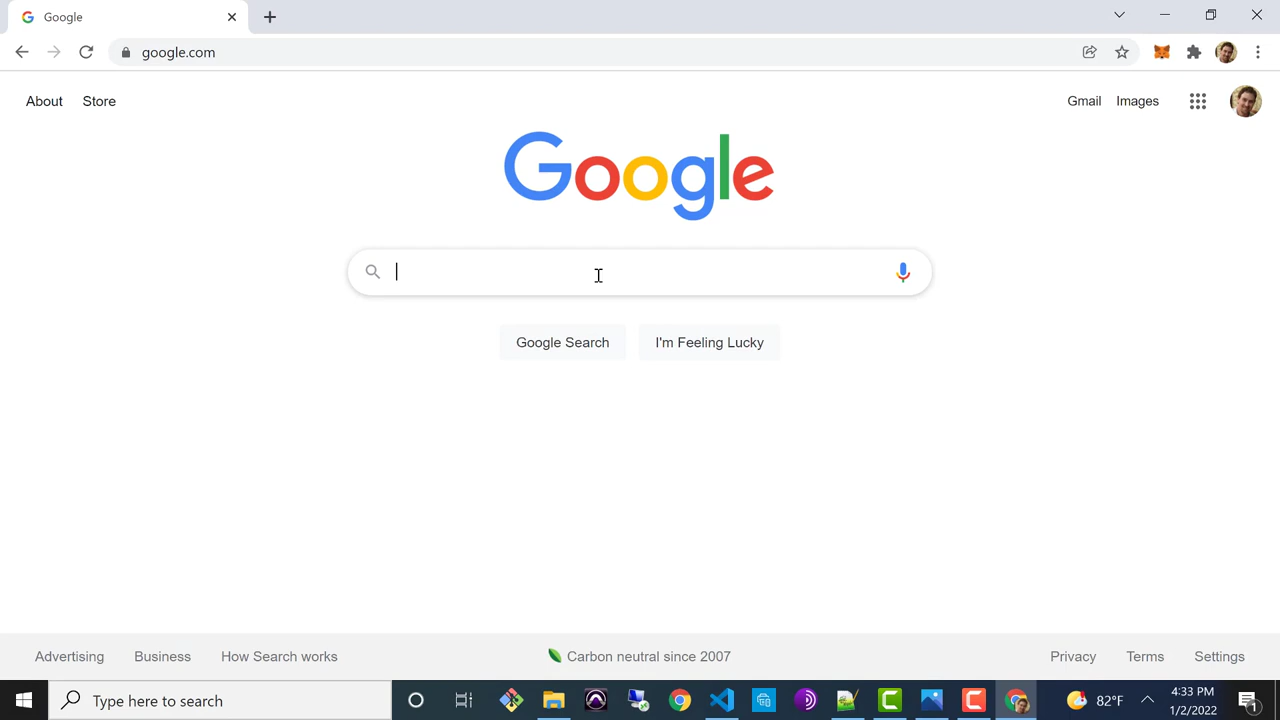 Google
google.com
About Store Gmail Images
Google
Google Search I'm Feeling Lucky
Advertising Business How Search works Carbon neutral since 2007 Privacy Terms Settings
Type here to search 82°F 4:33 PM
1/2/2022 1